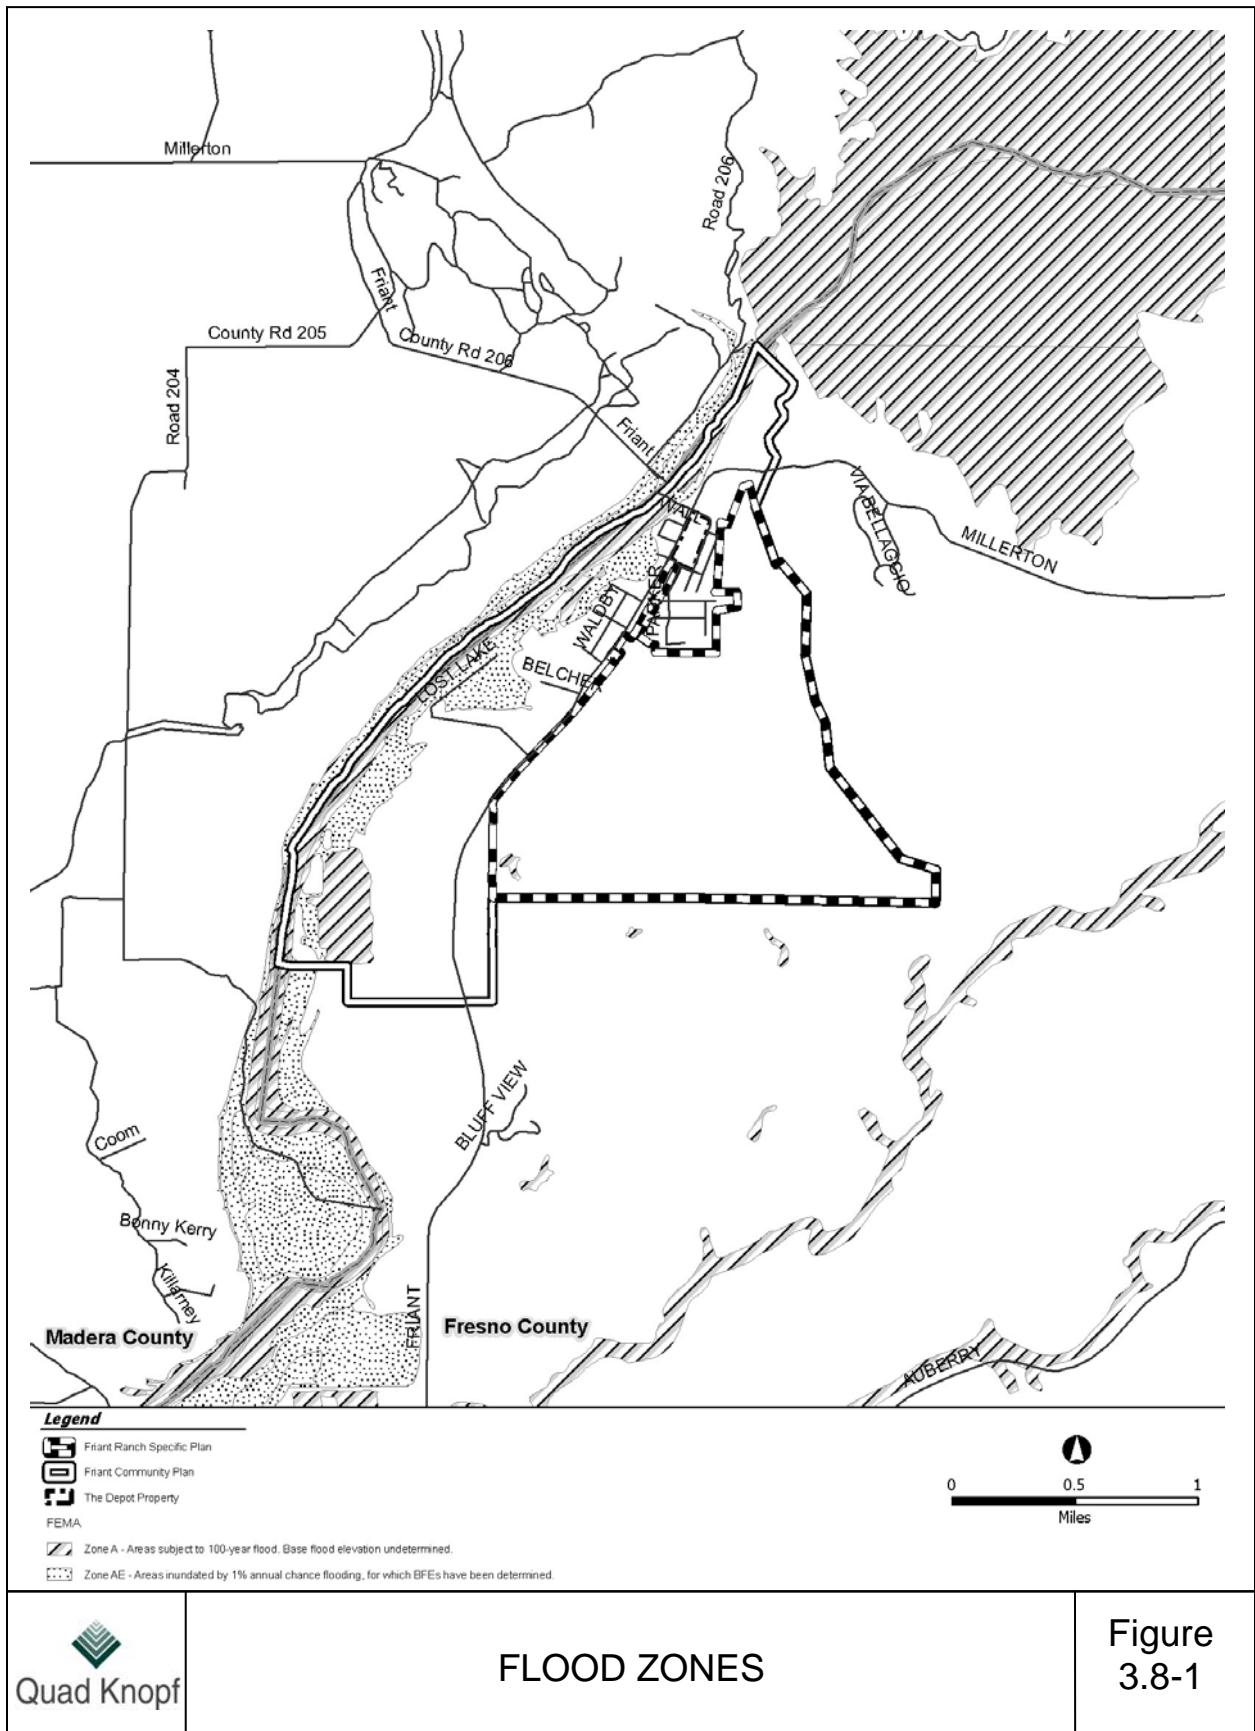 Millerton
Road 206
Friant
County Rd 205
County Rd 206
Road 204
Friant
WALL
VIA BELLAGGIO
MILLERTON
PARKER
WALDBY
LOST LAKE
BELCHER
BLUFF VIEW
Coom
Bonny Kerry
Killarney
FRIANT
Madera County
Fresno County
AUBERRY
Legend
Friant Ranch Specific Plan
Friant Community Plan
The Depot Property
FEMA
Zone A - Areas subject to 100-year flood. Base flood elevation undetermined.
Zone AE - Areas inundated by 1% annual chance flooding, for which BFEs have been determined.
0 0.5 1
Miles
Quad Knopf
FLOOD ZONES
Figure
3.8-1